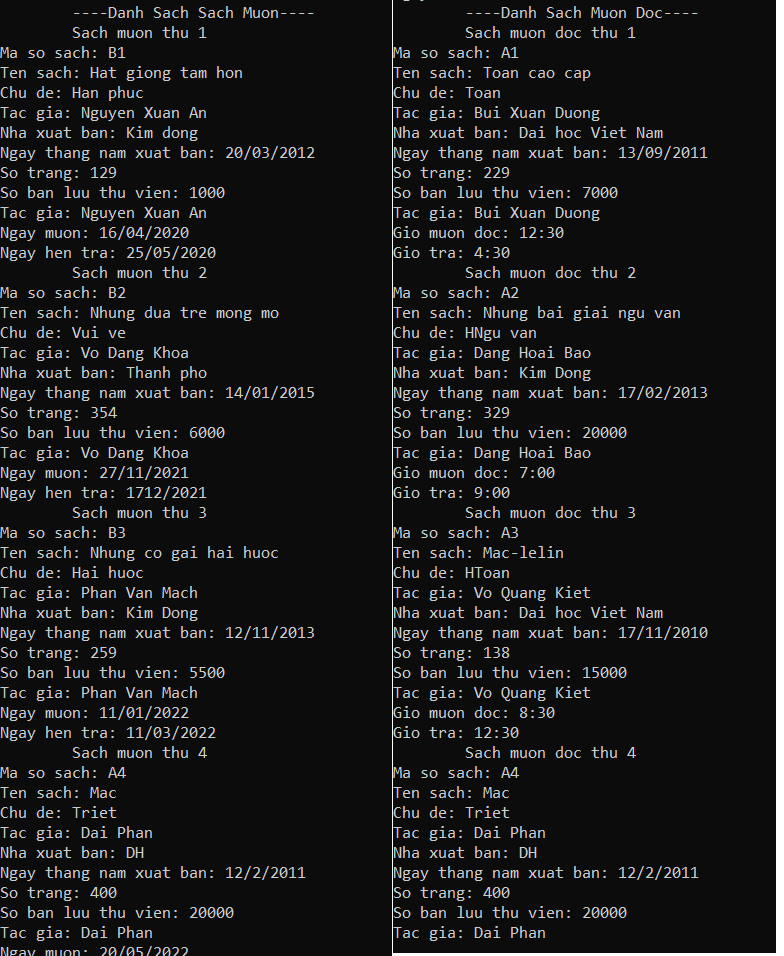 ----Danh Sach Sach Muon----
Sach muon thu 1
Ma so sach: B1
Ten sach: Hat giong tam hon
Chu de: Han phuc
Tac gia: Nguyen Xuan An
Nha xuat ban: Kim dong
Ngay thang nam xuat ban: 20/03/2012
So trang: 129
So ban luu thu vien: 1000
Tac gia: Nguyen Xuan An
Ngay muon: 16/04/2020
Ngay hen tra: 25/05/2020
Sach muon thu 2
Ma so sach: B2
Ten sach: Nhung dua tre mong mo
Chu de: Vui ve
Tac gia: Vo Dang Khoa
Nha xuat ban: Thanh pho
Ngay thang nam xuat ban: 14/01/2015
So trang: 354
So ban luu thu vien: 6000
Tac gia: Vo Dang Khoa
Ngay muon: 27/11/2021
Ngay hen tra: 1712/2021
Sach muon thu 3
Ma so sach: B3
Ten sach: Nhung co gai hai huoc
Chu de: Hai huoc
Tac gia: Phan Van Mach
Nha xuat ban: Kim Dong
Ngay thang nam xuat ban: 12/11/2013
So trang: 259
So ban luu thu vien: 5500
Tac gia: Phan Van Mach
Ngay muon: 11/01/2022
Ngay hen tra: 11/03/2022
Sach muon thu 4
Ma so sach: A4
Ten sach: Mac
Chu de: Triet
Tac gia: Dai Phan
Nha xuat ban: DH
Ngay thang nam xuat ban: 12/2/2011
So trang: 400
So ban luu thu vien: 20000
Tac gia: Dai Phan
Ngay muon: 20/05/2022
----Danh Sach Muon Doc----
Sach muon doc thu 1
Ma so sach: A1
Ten sach: Toan cao cap
Chu de: Toan
Tac gia: Bui Xuan Duong
Nha xuat ban: Dai hoc Viet Nam
Ngay thang nam xuat ban: 13/09/2011
So trang: 229
So ban luu thu vien: 7000
Tac gia: Bui Xuan Duong
Gio muon doc: 12:30
Gio tra: 4:30
Sach muon doc thu 2
Ma so sach: A2
Ten sach: Nhung bai giai ngu van
Chu de: HNgu van
Tac gia: Dang Hoai Bao
Nha xuat ban: Kim Dong
Ngay thang nam xuat ban: 17/02/2013
So trang: 329
So ban luu thu vien: 20000
Tac gia: Dang Hoai Bao
Gio muon doc: 7:00
Gio tra: 9:00
Sach muon doc thu 3
Ma so sach: A3
Ten sach: Mac-lelin
Chu de: HToan
Tac gia: Vo Quang Kiet
Nha xuat ban: Dai hoc Viet Nam
Ngay thang nam xuat ban: 17/11/2010
So trang: 138
So ban luu thu vien: 15000
Tac gia: Vo Quang Kiet
Gio muon doc: 8:30
Gio tra: 12:30
Sach muon doc thu 4
Ma so sach: A4
Ten sach: Mac
Chu de: Triet
Tac gia: Dai Phan
Nha xuat ban: DH
Ngay thang nam xuat ban: 12/2/2011
So trang: 400
So ban luu thu vien: 20000
Tac gia: Dai Phan